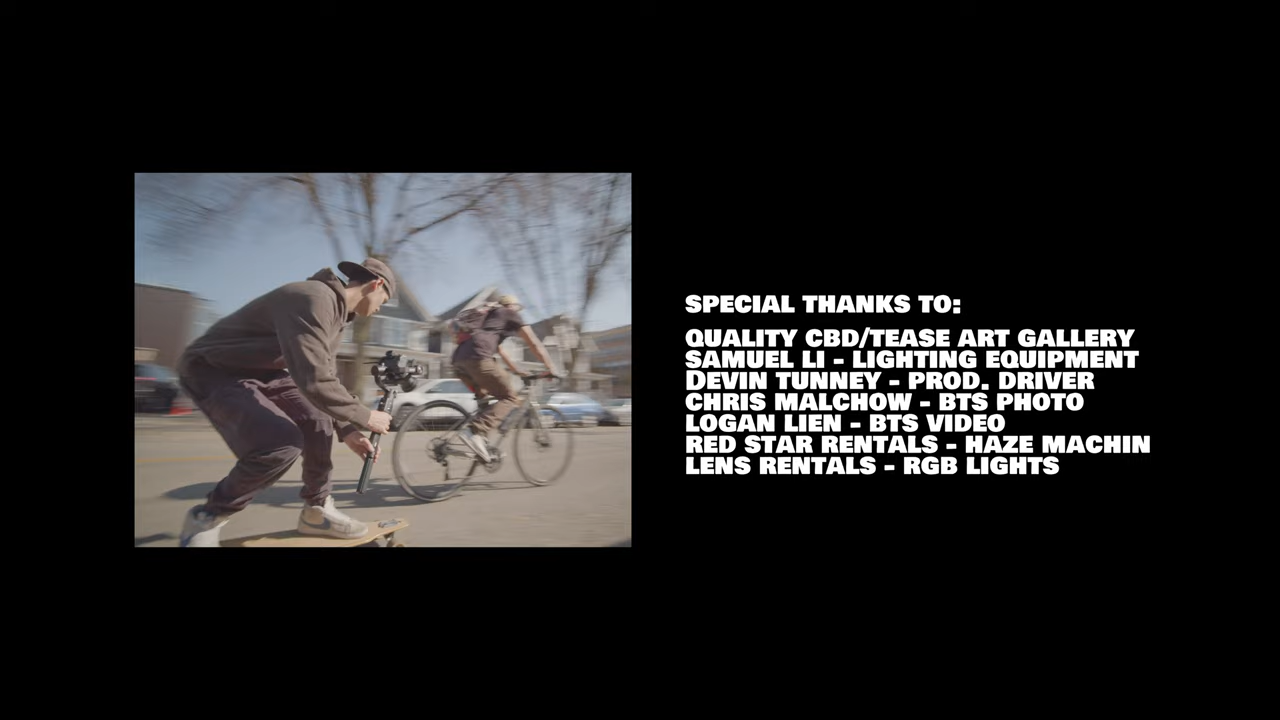 SPECIAL THANKS TO:
QUALITY CBD/TEASE ART GALLERY
SAMUEL LI - LIGHTING EQUIPMENT
DEVIN TUNNEY - PROD. DRIVER
CHRIS MALCHOW - BTS PHOTO
LOGAN LIEN - BTS VIDEO
RED STAR RENTALS - HAZE MACHIN
LENS RENTALS - RGB LIGHTS